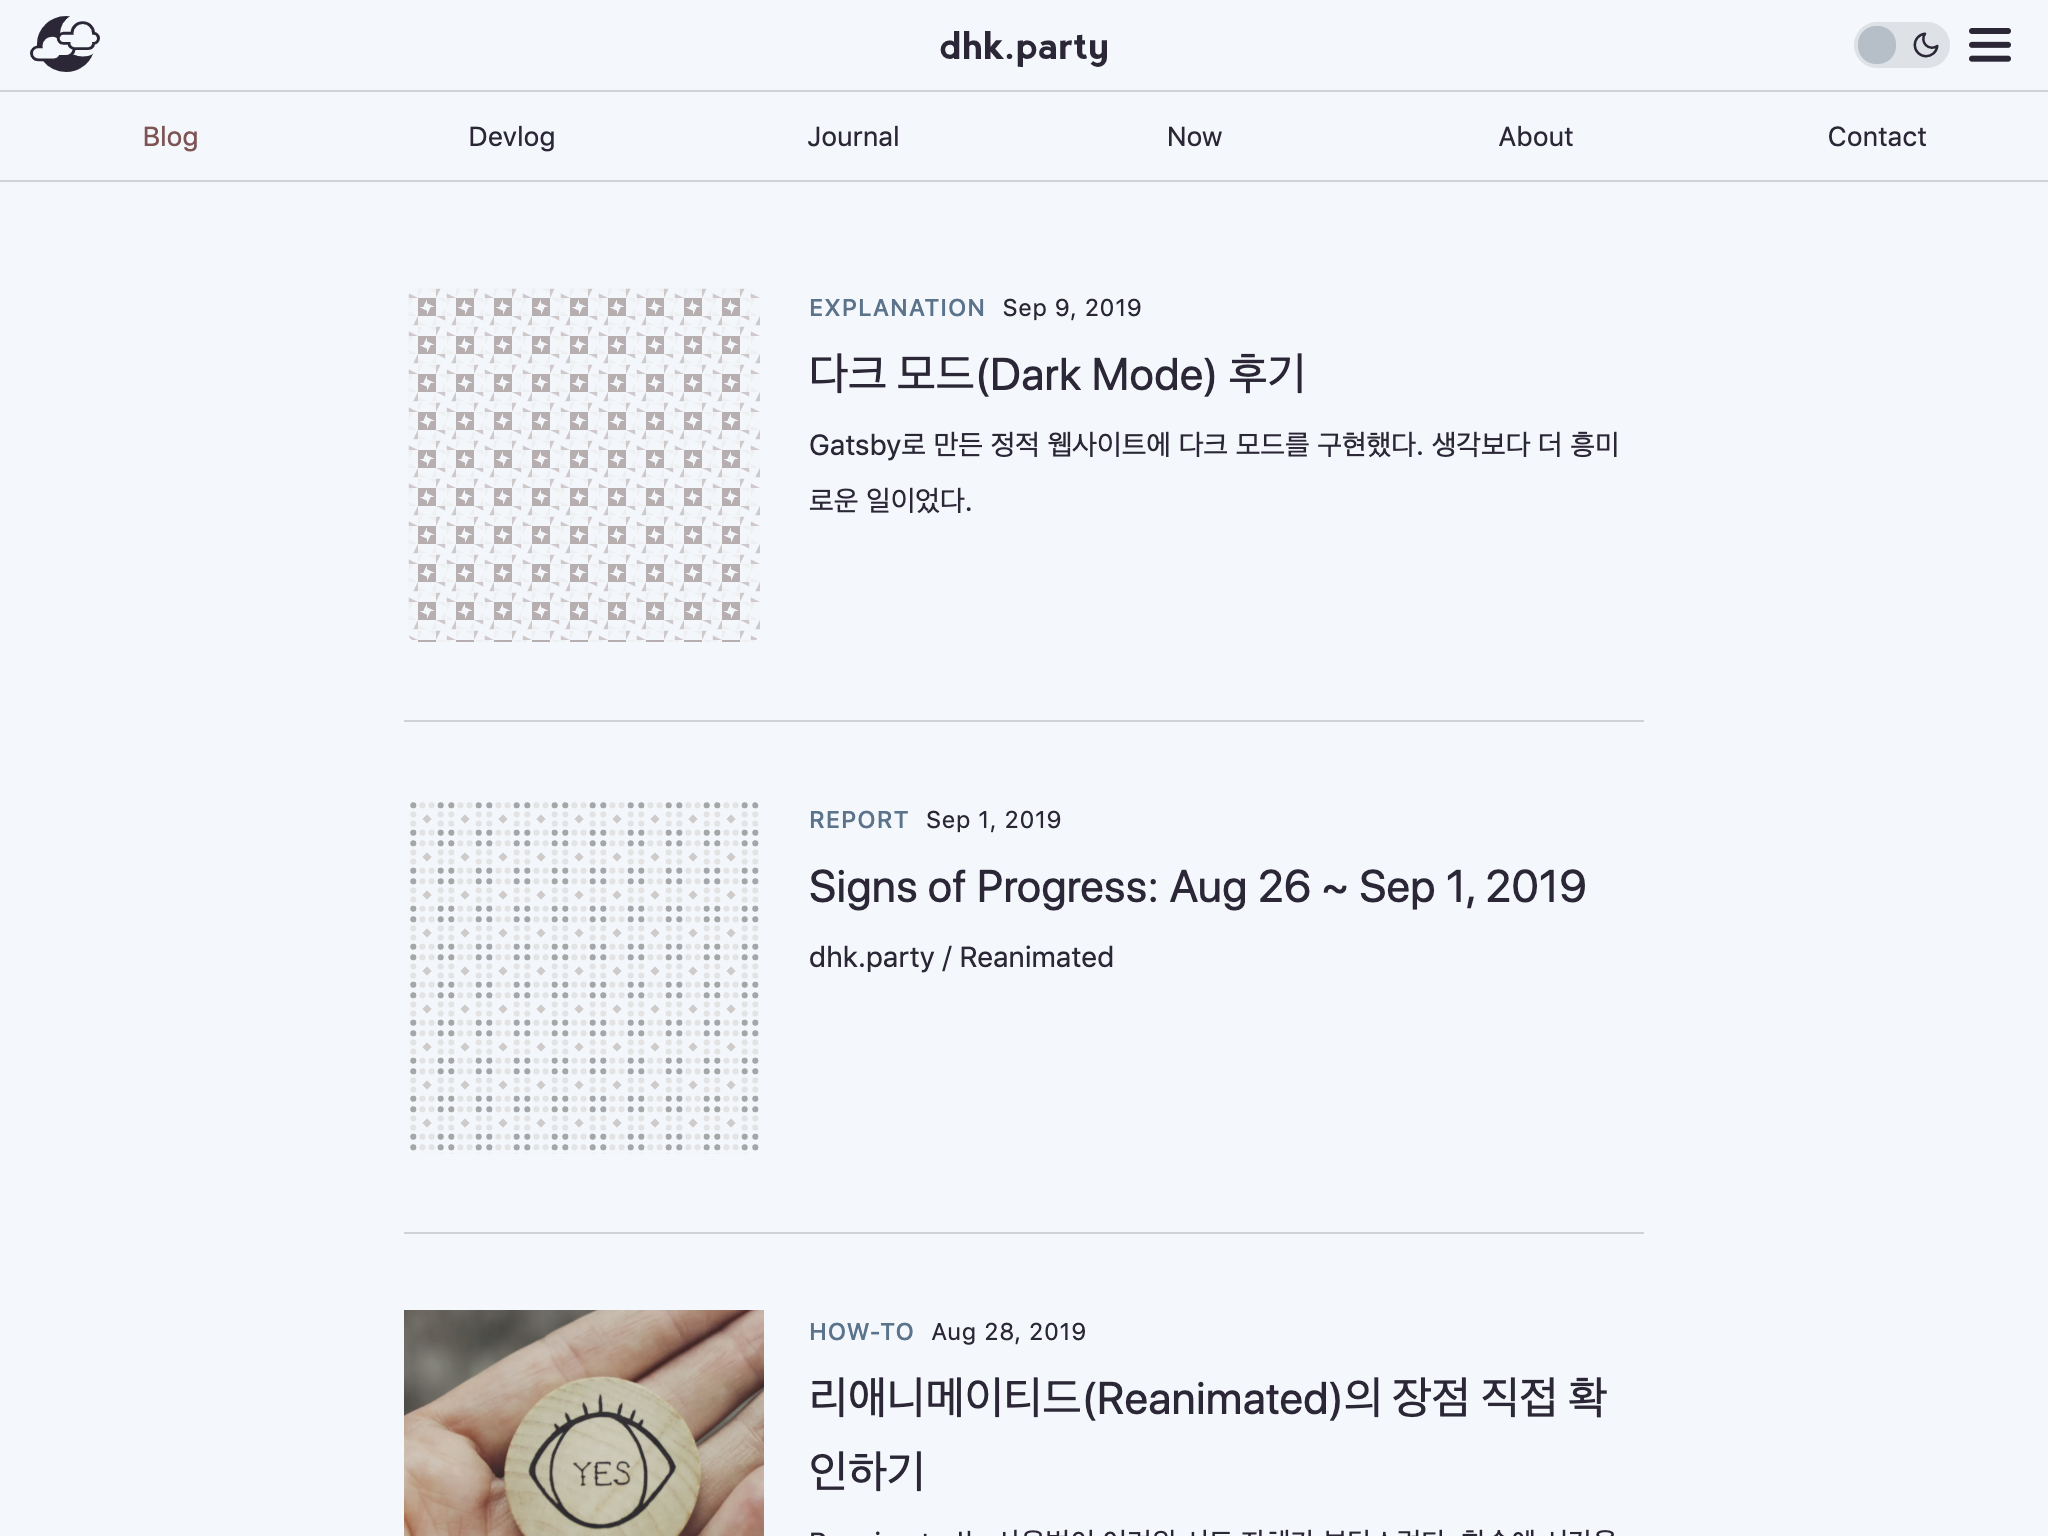 dhk.party
Blog Devlog Journal Now About Contact
EXPLANATION Sep 9, 2019
다크 모드(Dark Mode) 후기
Gatsby로 만든 정적 웹사이트에 다크 모드를 구현했다. 생각보다 더 흥미
로운 일이었다.
REPORT Sep 1, 2019
Signs of Progress: Aug 26 ~ Sep 1, 2019
dhk.party / Reanimated
HOW-TO Aug 28, 2019
리애니메이티드(Reanimated)의 장점 직접 확
인하기
YES